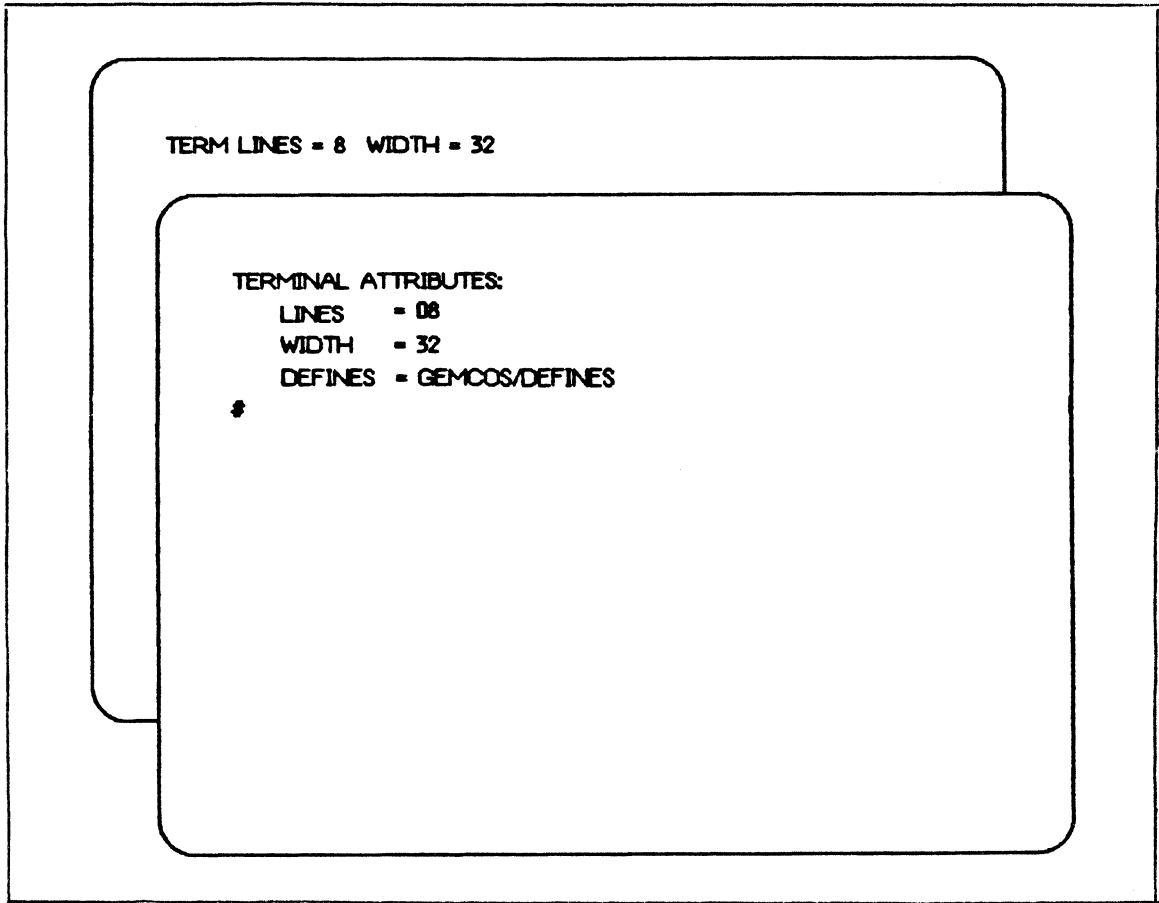 TERM LINES = 8 WIDTH = 32
TERMINAL ATTRIBUTES:
LINES = 08
WIDTH = 32
DEFINES = GEMCOS/DEFINES
#